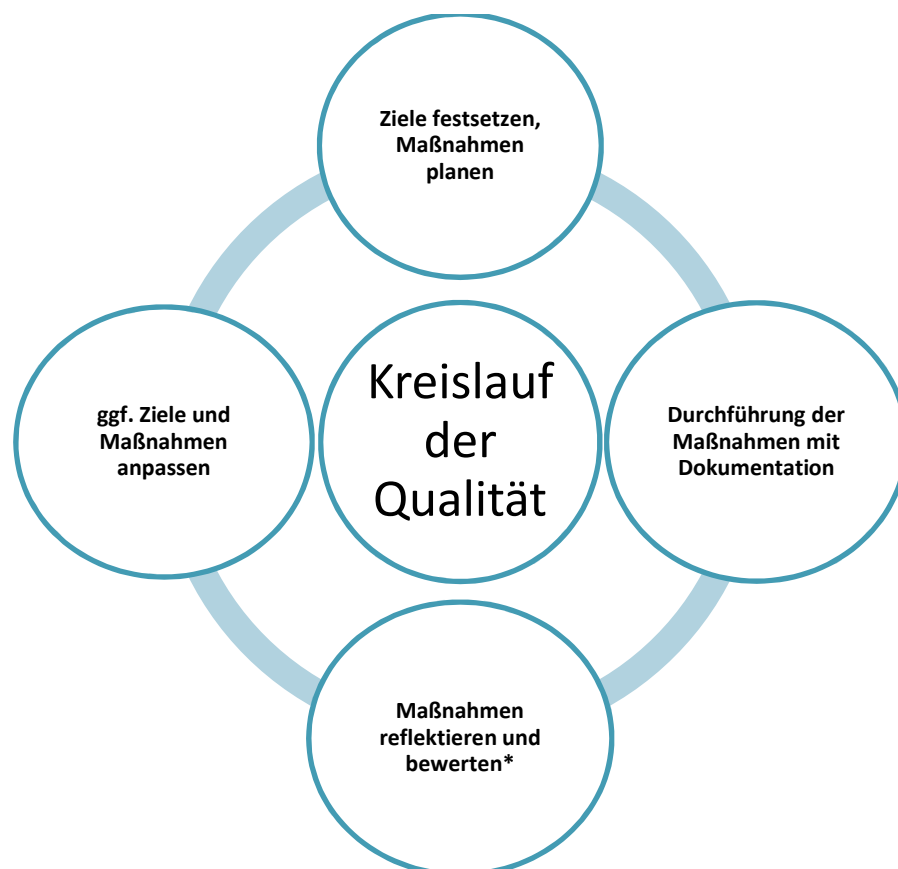 Ziele festsetzen,
Maßnahmen
planen
ggf. Ziele und
Maßnahmen
anpassen
Kreislauf
der
Qualität
Durchführung der
Maßnahmen mit
Dokumentation
Maßnahmen
reflektieren und
bewerten*